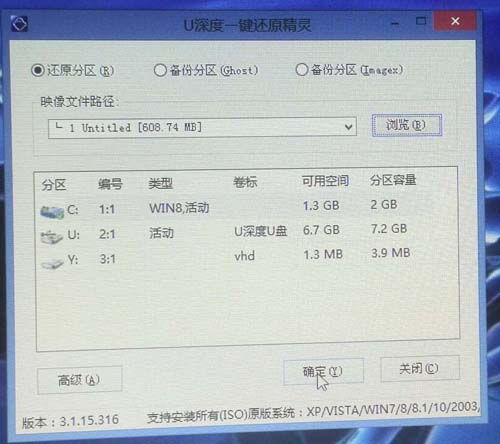 U深度一键还原精灵
还原分区(R) 备份分区(Ghost) 备份分区(Imagex)
映像文件路径:
└ 1 Untitled [608.74 MB] 浏览(B)
分区 编号 类型 卷标 可用空间 分区容量
C: 1:1 WIN8,活动 1.3 GB 2 GB
U: 2:1 活动 U深度U盘 6.7 GB 7.2 GB
Y: 3:1 vhd 1.3 MB 3.9 MB
高级(A) 确定(Y) 关闭(C)
版本：3.1.15.316 支持安装所有(ISO)原版系统：XP/VISTA/WIN7/8/8.1/10/2003,